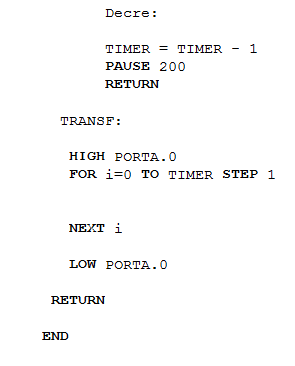 Decre:
TIMER = TIMER - 1
PAUSE 200
RETURN
TRANSF:
HIGH PORTA.0
FOR i=0 TO TIMER STEP 1
NEXT i
LOW PORTA.0
RETURN
END